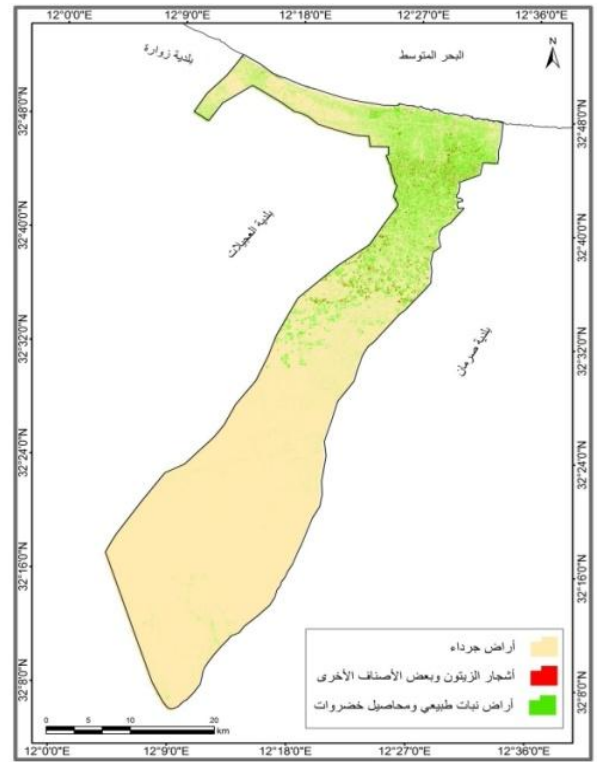 12°0'0"E 12°9'0"E 12°18'0"E 12°27'0"E 12°36'0"E
N
البحر المتوسط
بلدية زوارة
32°48'0"N 32°48'0"N
بلدية العجيلات
32°40'0"N 32°40'0"N
بلدية صرمان
32°32'0"N 32°32'0"N
32°24'0"N 32°24'0"N
32°16'0"N 32°16'0"N
أراض جرداء
أشجار الزيتون وبعض الأصناف الأخرى
أراض نبات طبيعي ومحاصيل خضروات
32°8'0"N 32°8'0"N
0 5 10 20
km
12°0'0"E 12°9'0"E 12°18'0"E 12°27'0"E 12°36'0"E